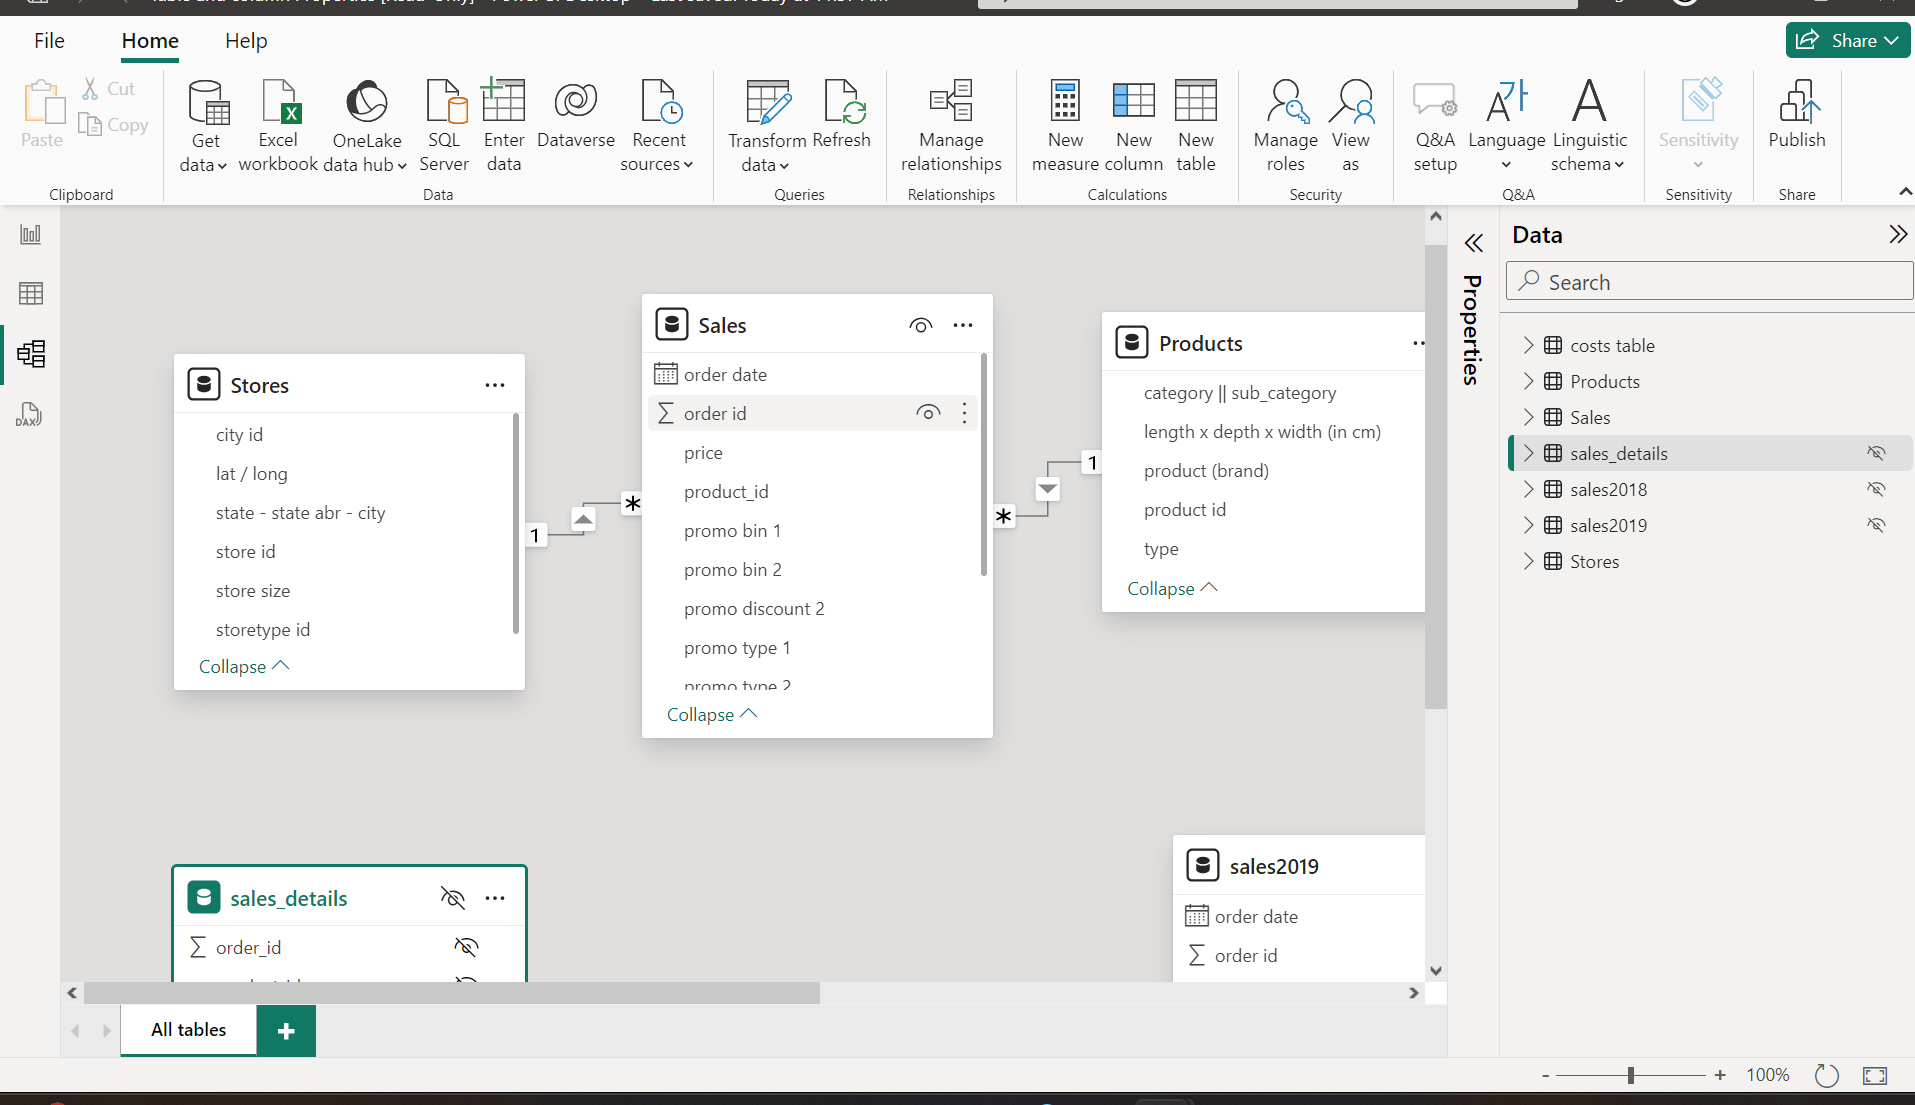 File
Home
Help
Share
Paste
Cut
Copy
Clipboard
Get data
Excel workbook
OneLake data hub
SQL Server
Enter data
Dataverse
Recent sources
Data
Transform data
Refresh
Queries
Manage relationships
Relationships
New measure
New column
New table
Calculations
Manage roles
View as
Security
Q&A setup
Language
Linguistic schema
Q&A
Sensitivity
Sensitivity
Publish
Share
Stores
city id
lat / long
state - state abr - city
store id
store size
storetype id
Collapse
1
*
Sales
order date
order id
price
product_id
promo bin 1
promo bin 2
promo discount 2
promo type 1
promo type 2
Collapse
*
1
Products
category || sub_category
length x depth x width (in cm)
product (brand)
product id
type
Collapse
sales_details
order_id
sales2019
order date
order id
Properties
Data
Search
costs table
Products
Sales
sales_details
sales2018
sales2019
Stores
All tables
+
- + 100%